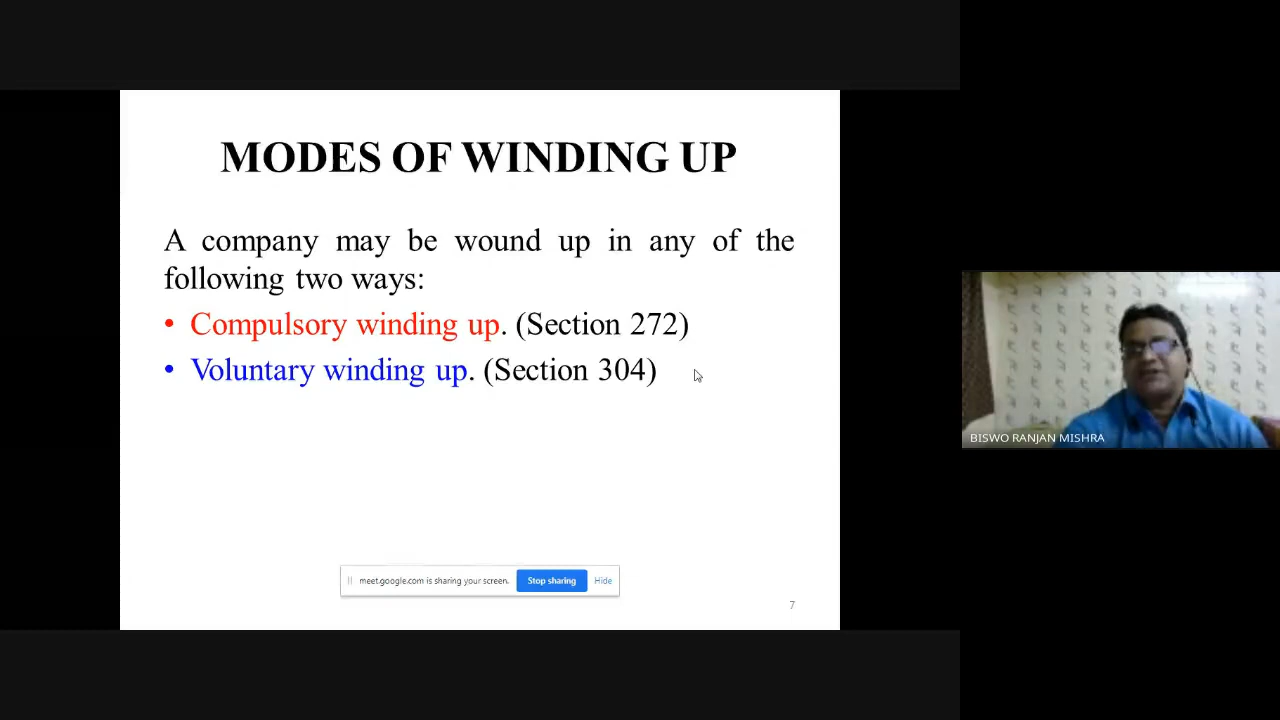 MODES OF WINDING UP
A company may be wound up in any of the
following two ways:
• Compulsory winding up. (Section 272)
• Voluntary winding up. (Section 304)
BISWO RANJAN MISHRA
meet.google.com is sharing your screen. Stop sharing Hide
7